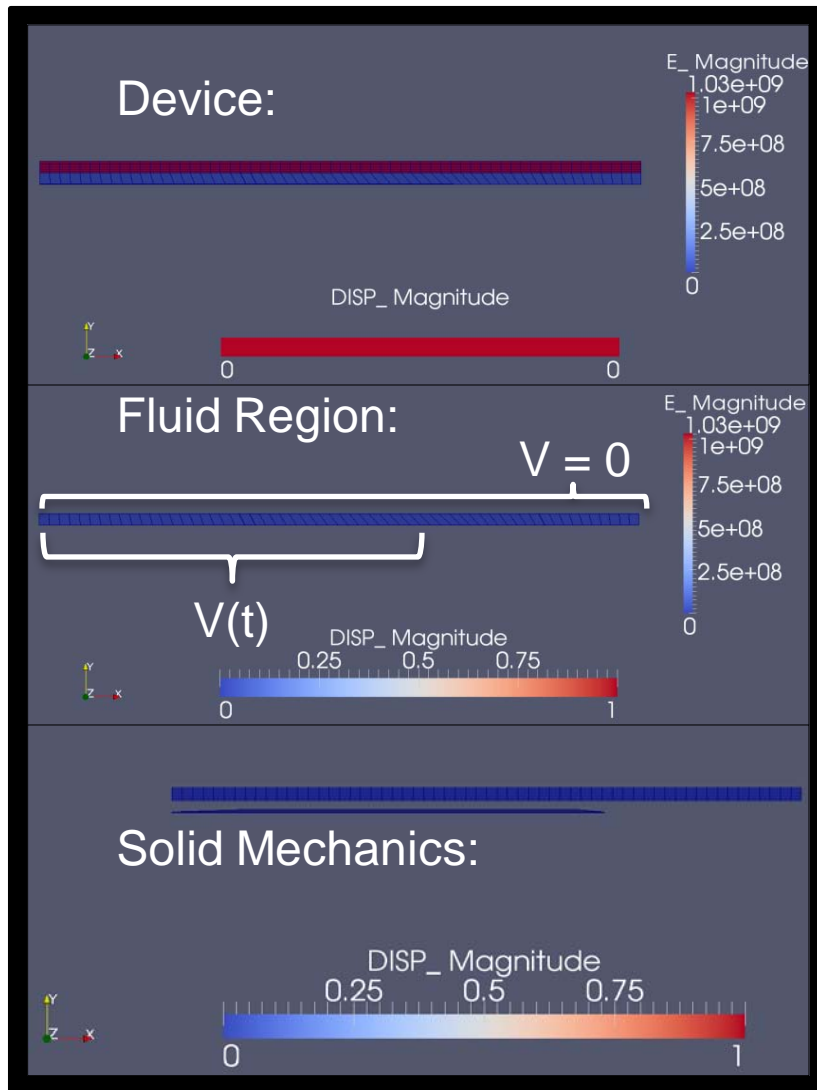 Device:
E_ Magnitude
1.03e+09
1e+09
7.5e+08
5e+08
2.5e+08
0
DISP_ Magnitude
0 0
Y
Z X
Fluid Region:
E_ Magnitude
1.03e+09
1e+09
7.5e+08
5e+08
2.5e+08
0
V = 0
V(t)
DISP_ Magnitude
0.25 0.5 0.75
0 1
Y
Z X
Solid Mechanics:
DISP_ Magnitude
0.25 0.5 0.75
0 1
Y
Z X